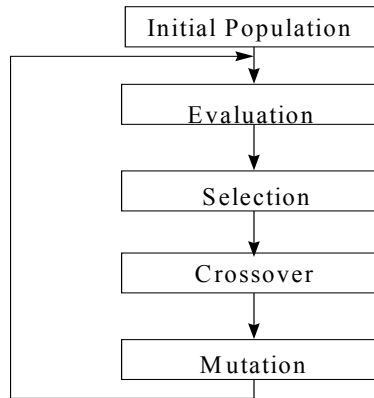 Initial Population
Evaluation
Selection
Crossover
Mutation